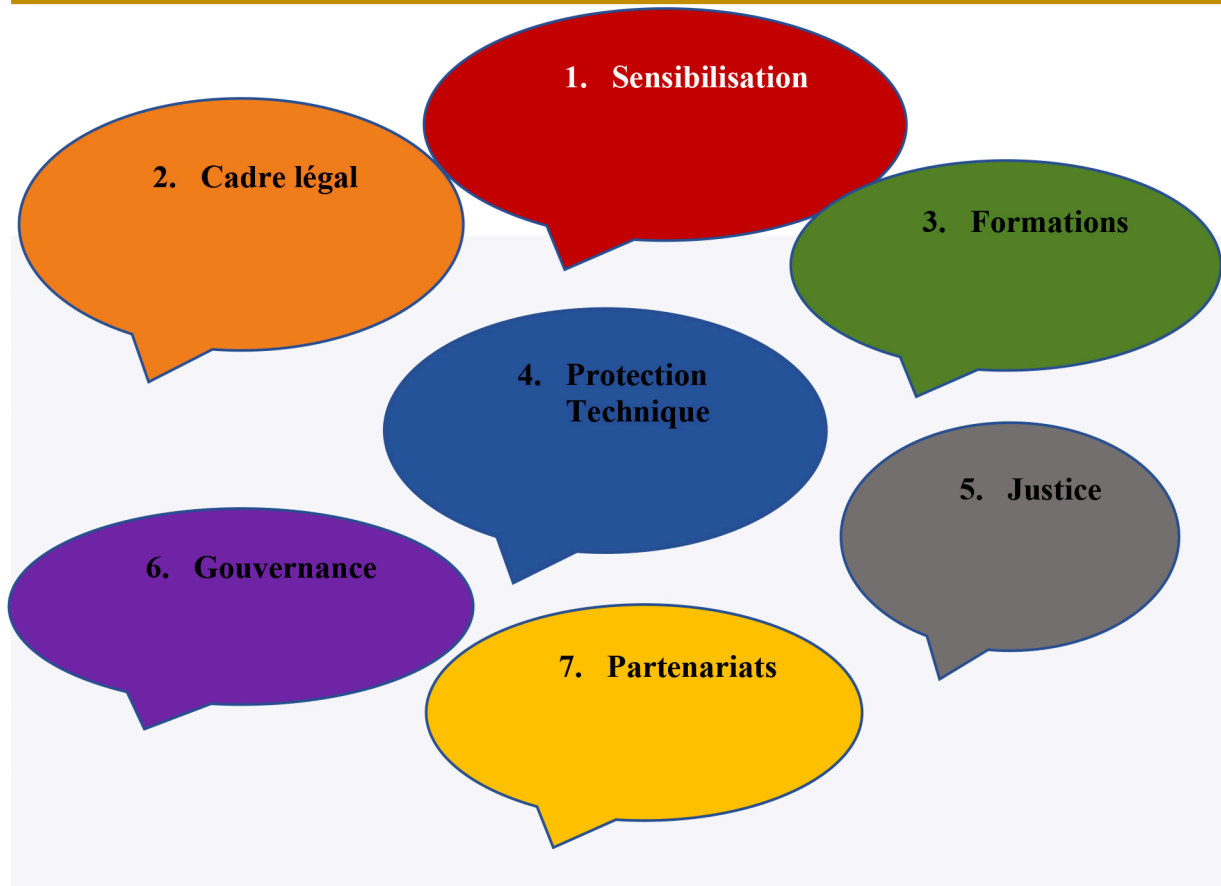 1. Sensibilisation
2. Cadre légal
3. Formations
4. Protection
Technique
5. Justice
6. Gouvernance
7. Partenariats